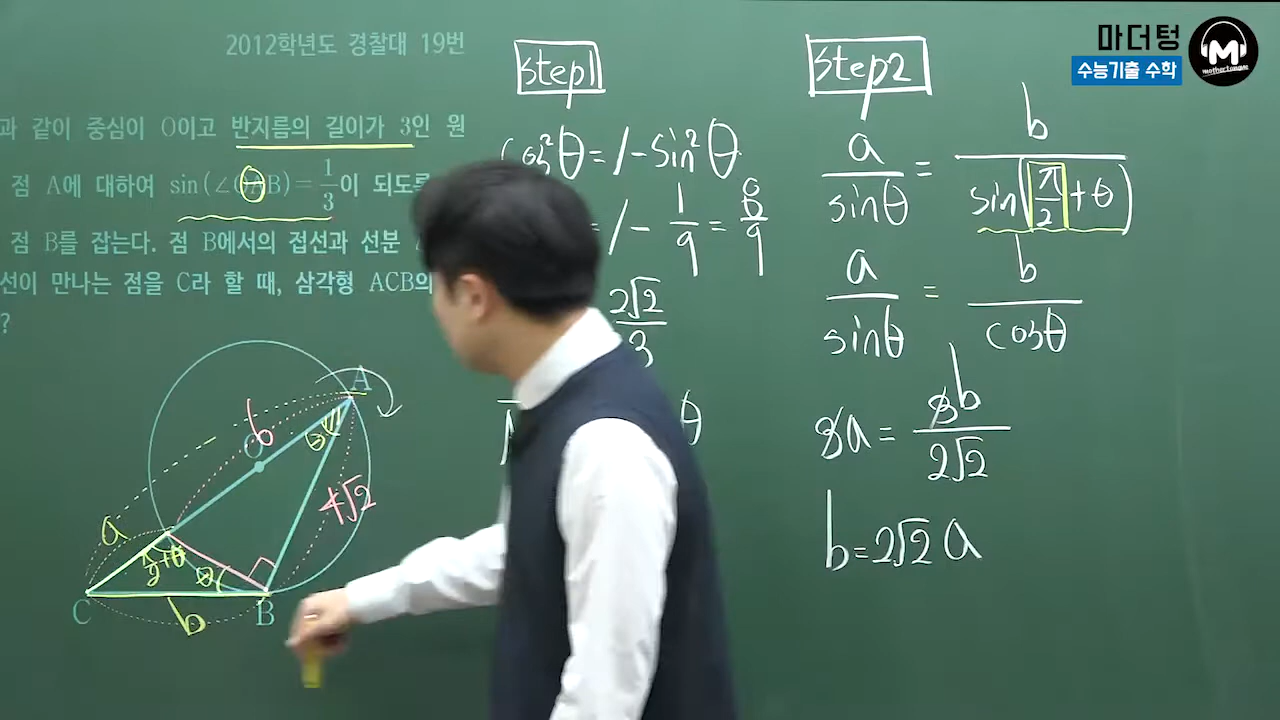 2012학년도 경찰대 19번
과 같이 중심이 O이고 반지름의 길이가 3인 원
점 A에 대하여 sin(∠OAB)=1/3이 되도록
θ
점 B를 잡는다. 점 B에서의 접선과 선분
선이 만나는 점을 C라 할 때, 삼각형 ACB의
?
A
6
O
θ
4√2
a
π/2+θ
θ
C
b
B
Step1
cos²θ=1-sin²θ
=1-1/9=8/9
2√2/3
θ
Step2
a/sinθ=b/sin(π/2+θ)
a/sinθ=b/cosθ
3a=3b/2√2
b=2√2a
마더텅
수능기출 수학
M
mothertongue